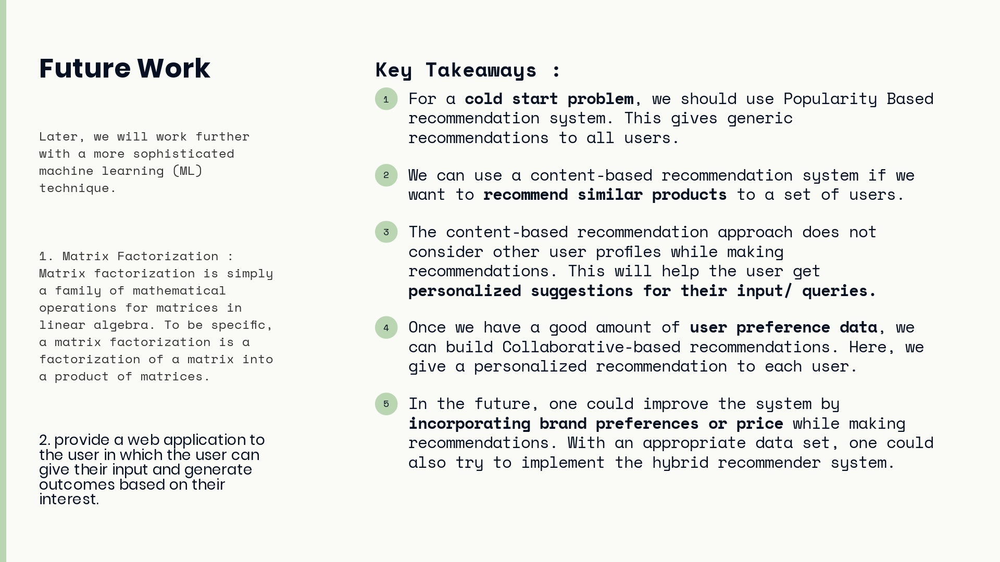 Future Work
Later, we will work further
with a more sophisticated
machine learning (ML)
technique.
1. Matrix Factorization :
Matrix factorization is simply
a family of mathematical
operations for matrices in
linear algebra. To be specific,
a matrix factorization is a
factorization of a matrix into
a product of matrices.
2. provide a web application to
the user in which the user can
give their input and generate
outcomes based on their
interest.
Key Takeaways :
1 For a cold start problem, we should use Popularity Based
recommendation system. This gives generic
recommendations to all users.
2 We can use a content-based recommendation system if we
want to recommend similar products to a set of users.
3 The content-based recommendation approach does not
consider other user profiles while making
recommendations. This will help the user get
personalized suggestions for their input/ queries.
4 Once we have a good amount of user preference data, we
can build Collaborative-based recommendations. Here, we
give a personalized recommendation to each user.
5 In the future, one could improve the system by
incorporating brand preferences or price while making
recommendations. With an appropriate data set, one could
also try to implement the hybrid recommender system.